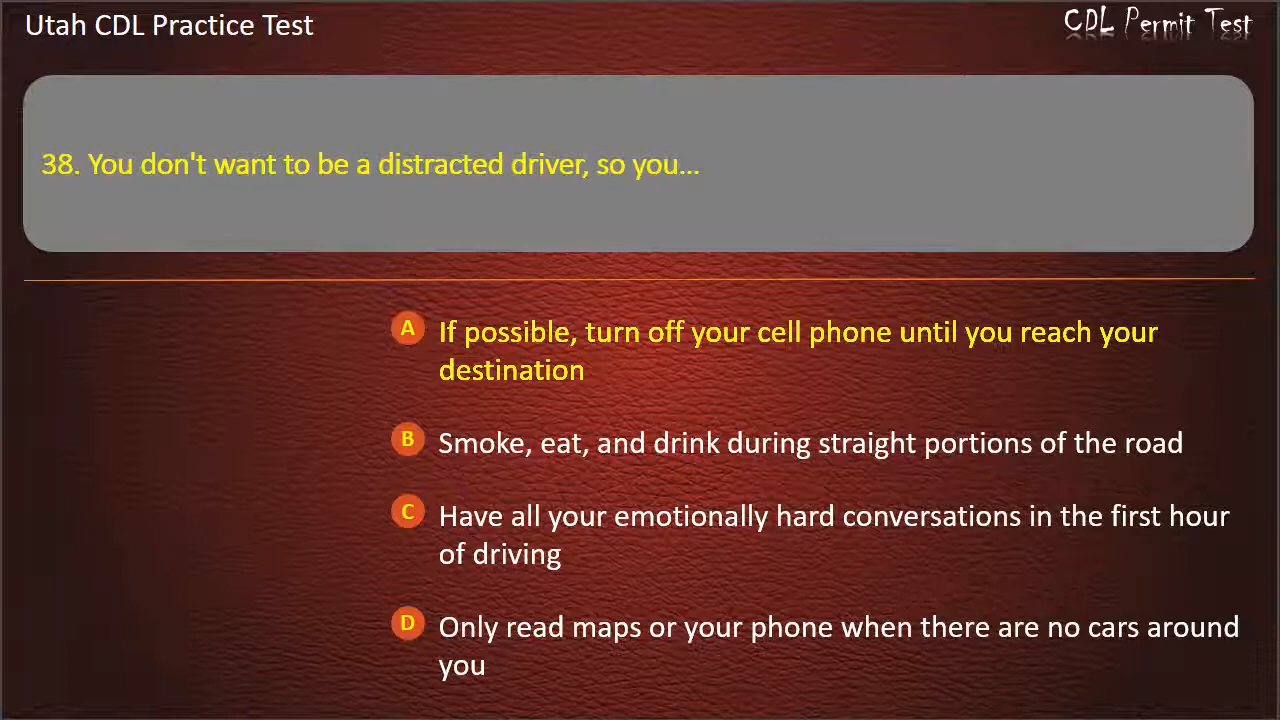 Utah CDL Practice Test
CDL Permit Test
38. You don't want to be a distracted driver, so you...
A If possible, turn off your cell phone until you reach your
destination
B Smoke, eat, and drink during straight portions of the road
C Have all your emotionally hard conversations in the first hour
of driving
D Only read maps or your phone when there are no cars around
you